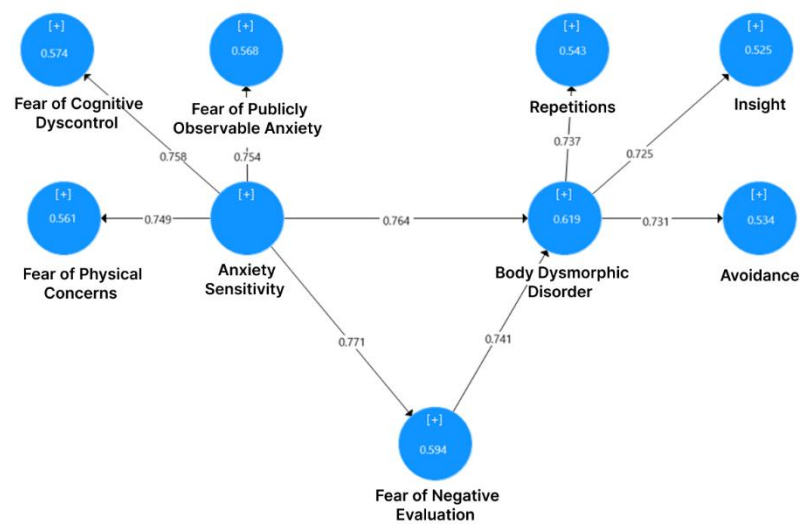 [+]
0.574
Fear of Cognitive
Dyscontrol
[+]
0.568
Fear of Publicly
Observable Anxiety
[+]
0.543
Repetitions
[+]
0.525
Insight
0.758
0.754
0.737
0.725
[+]
0.561
Fear of Physical
Concerns
0.749
[+]
Anxiety
Sensitivity
0.764
[+]
0.619
Body Dysmorphic
Disorder
0.731
[+]
0.534
Avoidance
0.771
0.741
[+]
0.594
Fear of Negative
Evaluation